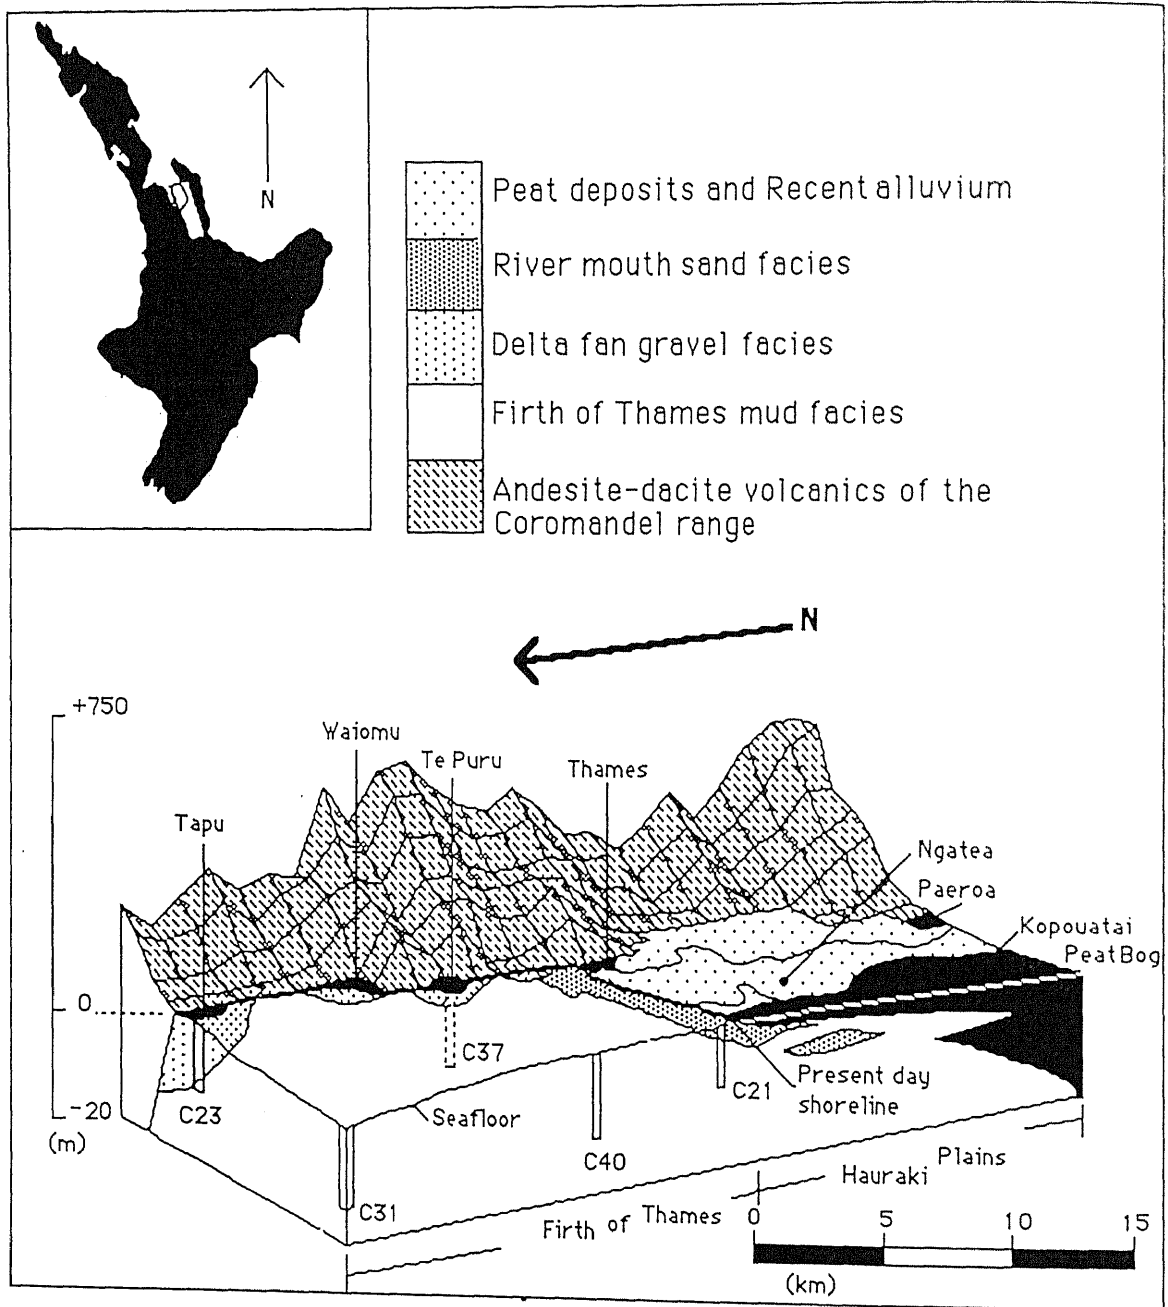 N
Peat deposits and Recent alluvium
River mouth sand facies
Delta fan gravel facies
Firth of Thames mud facies
Andesite-dacite volcanics of the
Coromandel range
N
+750
Waiomu
Te Puru
Thames
Tapu
Ngatea
Paeroa
Kopouatai
Peat Bog
0
C37
C21
Present day
shoreline
-20
(m)
C23
Seafloor
C40
C31
Plains
Hauraki
Firth of Thames
0 5 10 15
(km)